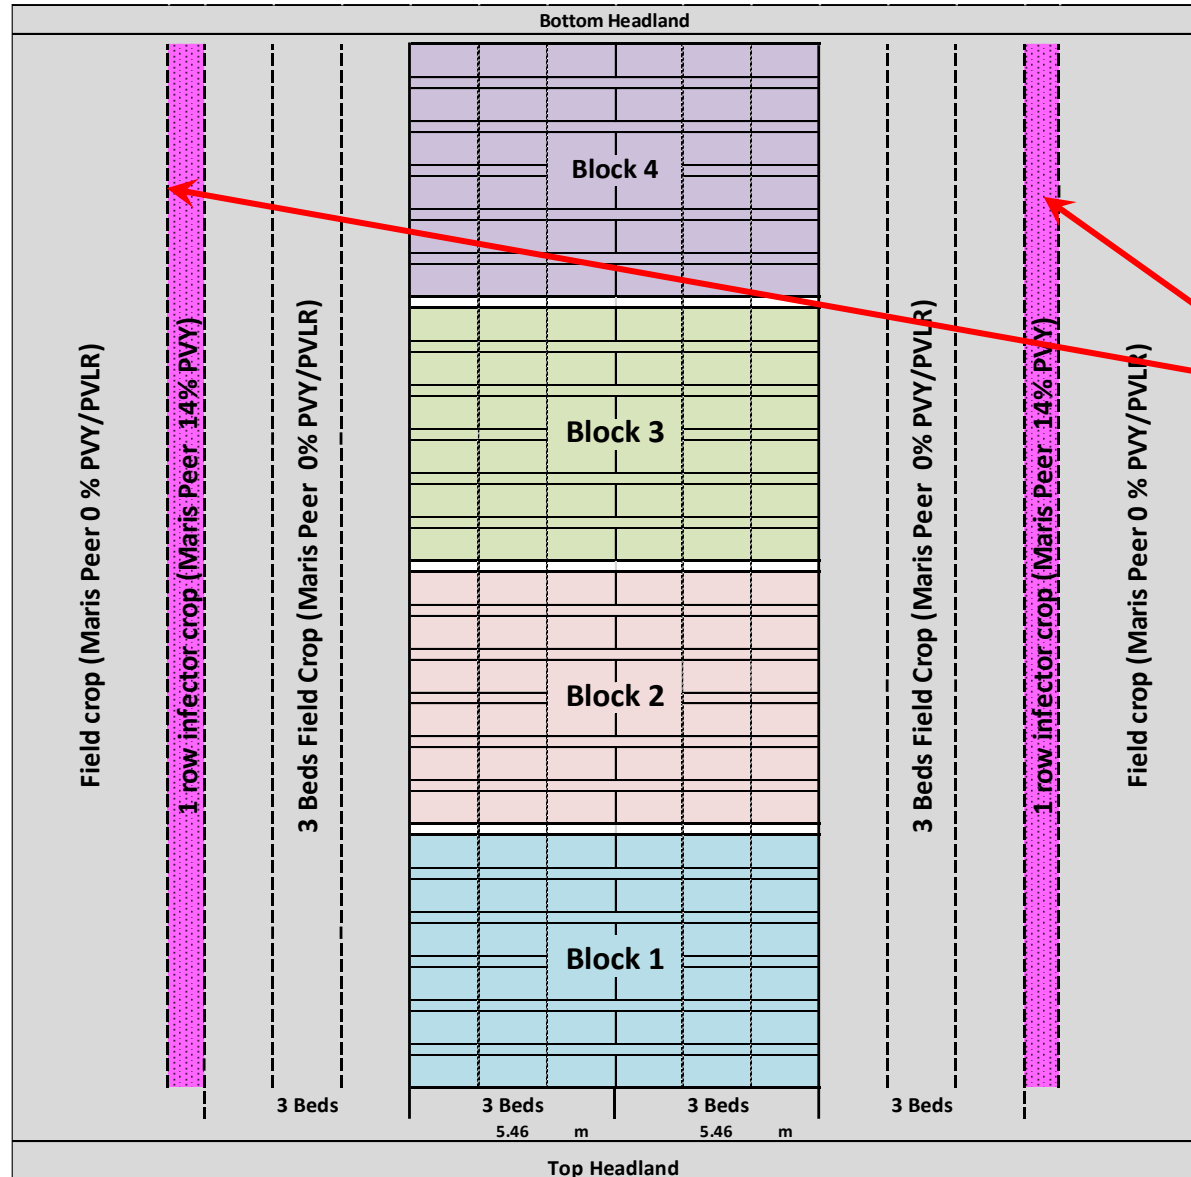 Bottom Headland
Field crop (Maris Peer 0 % PVY/PVLR)
1 row infector crop (Maris Peer  14% PVY)
3 Beds Field Crop (Maris Peer  0% PVY/PVLR)
Block 4
Block 3
Block 2
Block 1
3 Beds Field Crop (Maris Peer  0% PVY/PVLR)
1 row infector crop (Maris Peer  14% PVY)
Field crop (Maris Peer 0 % PVY/PVLR)
3 Beds 3 Beds 3 Beds 3 Beds
5.46 m 5.46 m
Top Headland